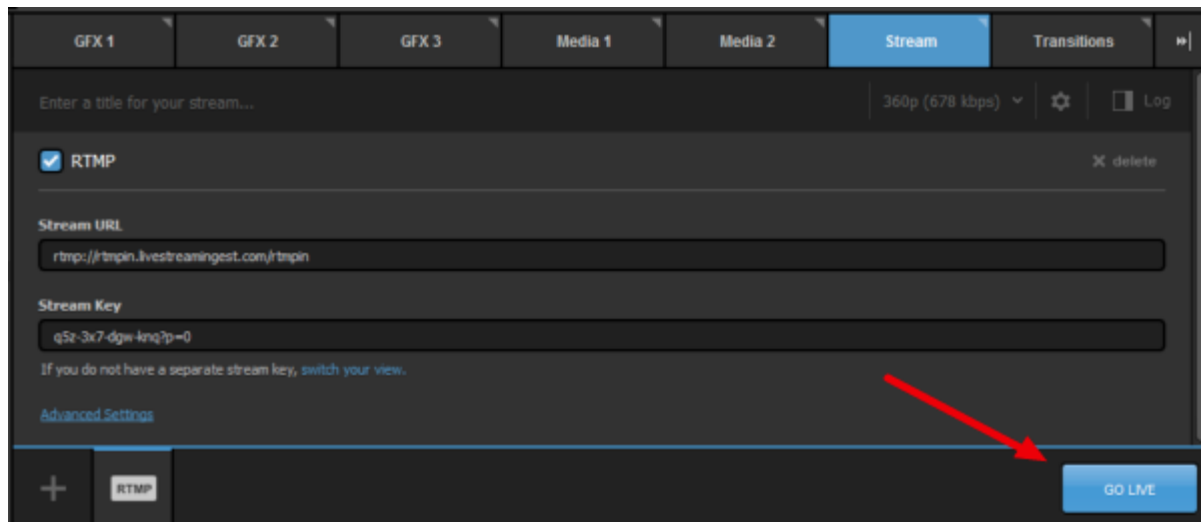 GFX 1 GFX 2 GFX 3 Media 1 Media 2 Stream Transitions
Enter a title for your stream... 360p (678 kbps) Log
RTMP delete
Stream URL
rtmp://rtmpin.livestreamingest.com/rtmpin
Stream Key
q5z-3x7-dgw-knq?p=0
If you do not have a separate stream key, switch your view.
Advanced Settings
RTMP GO LIVE